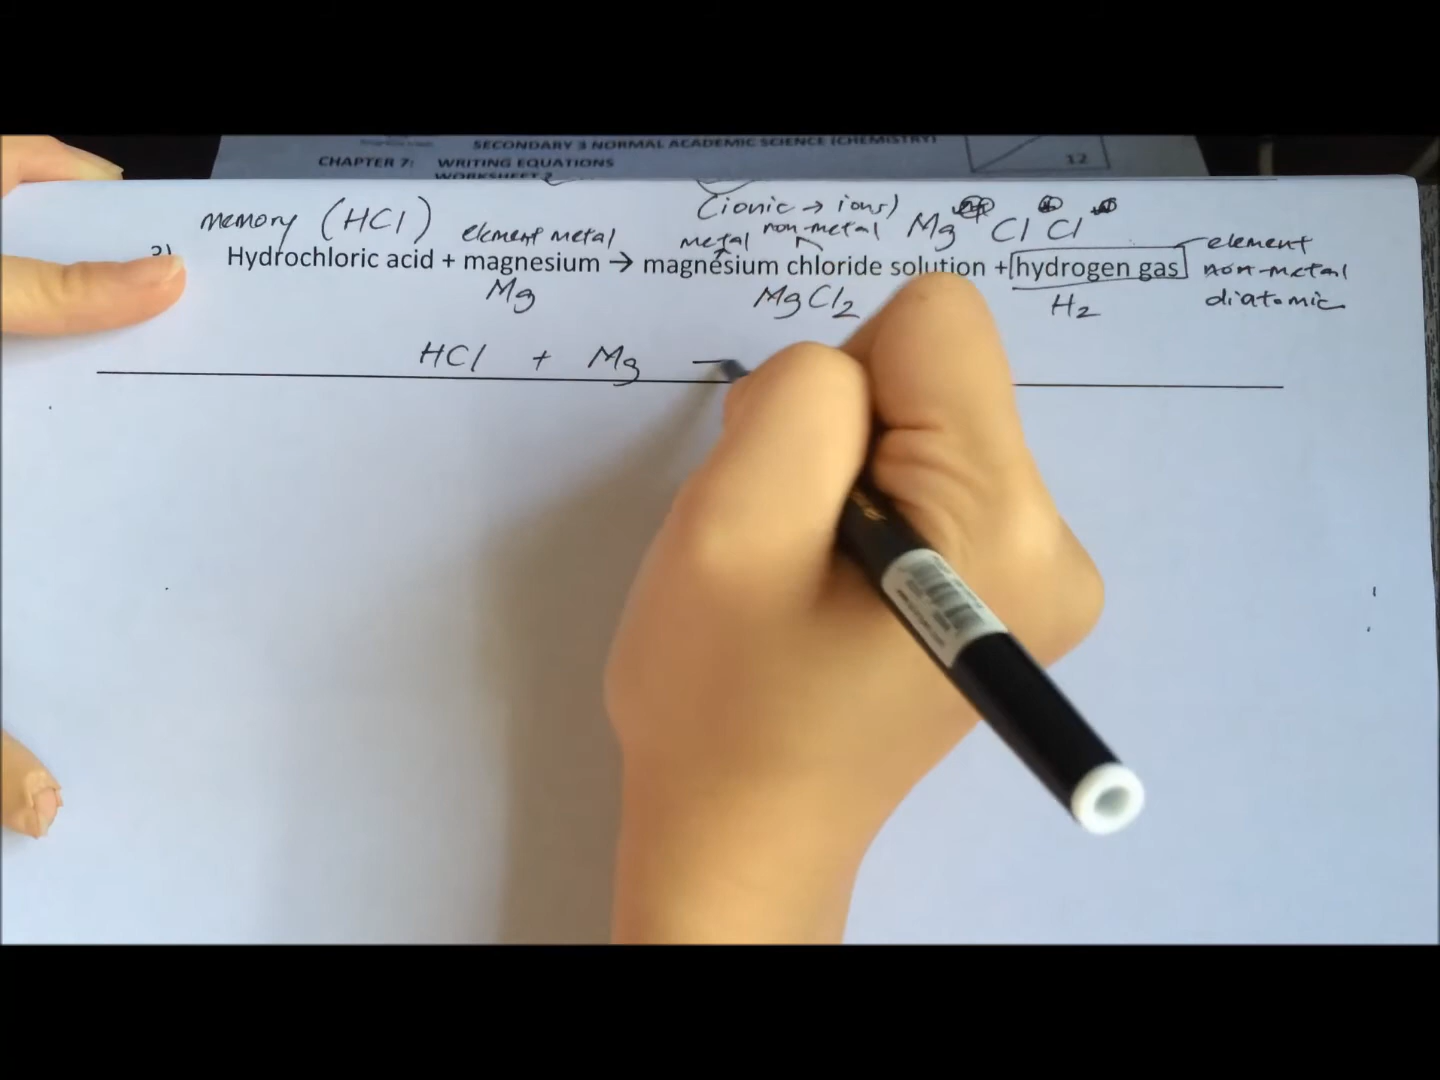 SECONDARY 3 NORMAL ACADEMIC SCIENCE (CHEMISTRY)
CHAPTER 7: WRITING EQUATIONS
12
WORKSHEET 2
(ionic → ions)
memory (HCl) element metal metal non-metal Mg Cl Cl
Hydrochloric acid + magnesium → magnesium chloride solution + hydrogen gas
element
non-metal
diatomic
Mg MgCl2 H2
HCl + Mg